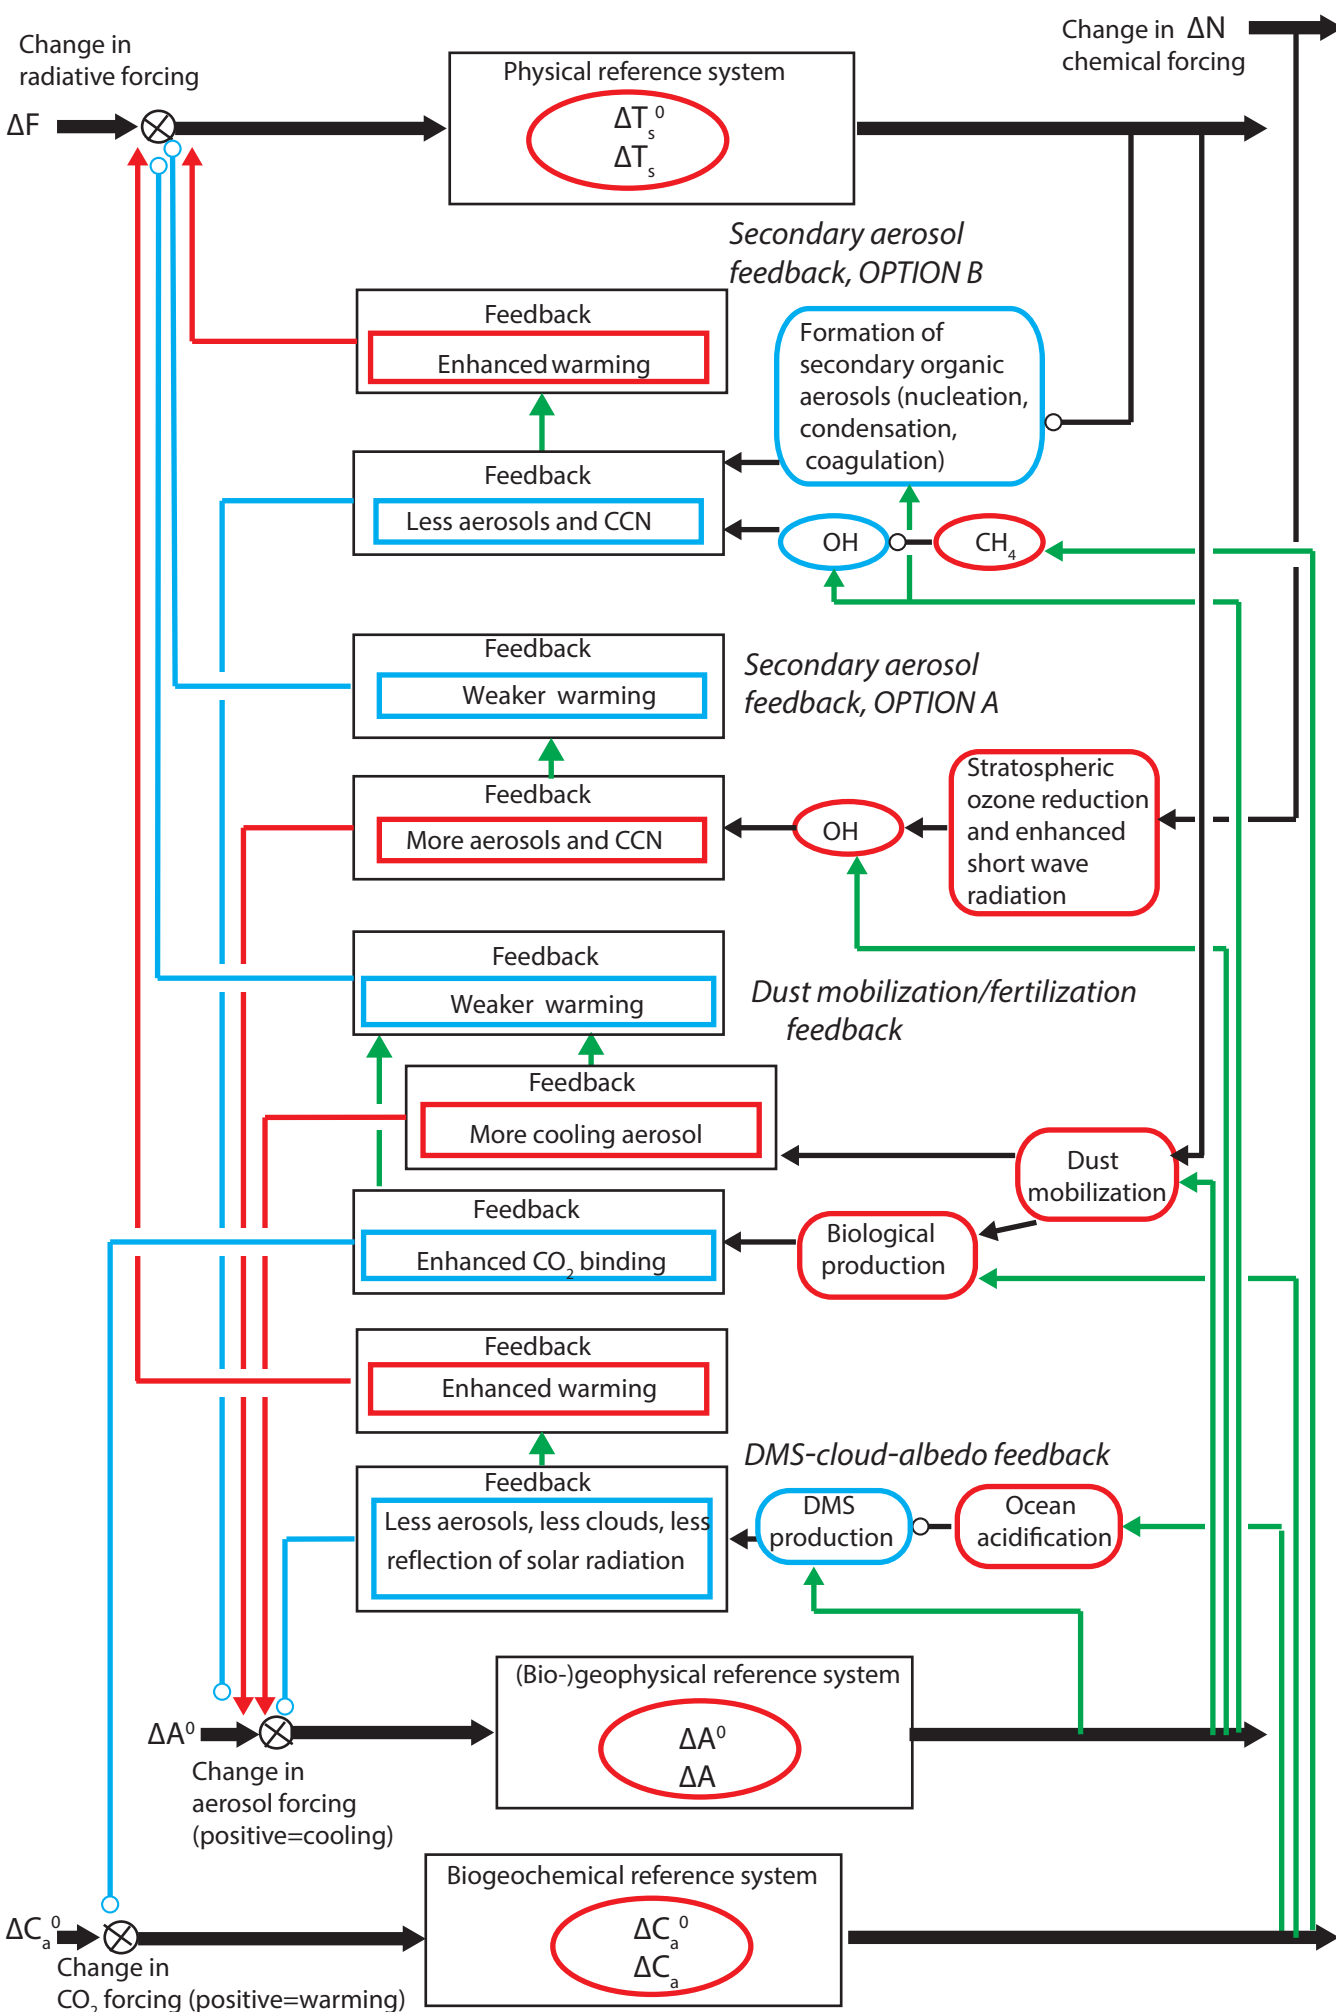 Change in
radiative forcing
ΔF
Physical reference system
ΔTs⁰
ΔTs
Change in ΔN
chemical forcing
Secondary aerosol
feedback, OPTION B
Feedback
Enhanced warming
Formation of
secondary organic
aerosols (nucleation,
condensation,
coagulation)
Feedback
Less aerosols and CCN
OH
CH₄
Feedback
Weaker warming
Secondary aerosol
feedback, OPTION A
Feedback
More aerosols and CCN
OH
Stratospheric
ozone reduction
and enhanced
short wave
radiation
Feedback
Weaker warming
Dust mobilization/fertilization
feedback
Feedback
More cooling aerosol
Dust
mobilization
Feedback
Enhanced CO₂ binding
Biological
production
Feedback
Enhanced warming
DMS-cloud-albedo feedback
Feedback
Less aerosols, less clouds, less
reflection of solar radiation
DMS
production
Ocean
acidification
(Bio-)geophysical reference system
ΔA⁰
ΔA
ΔA⁰
Change in
aerosol forcing
(positive=cooling)
Biogeochemical reference system
ΔCa⁰
ΔCa
ΔCa⁰
Change in
CO₂ forcing (positive=warming)